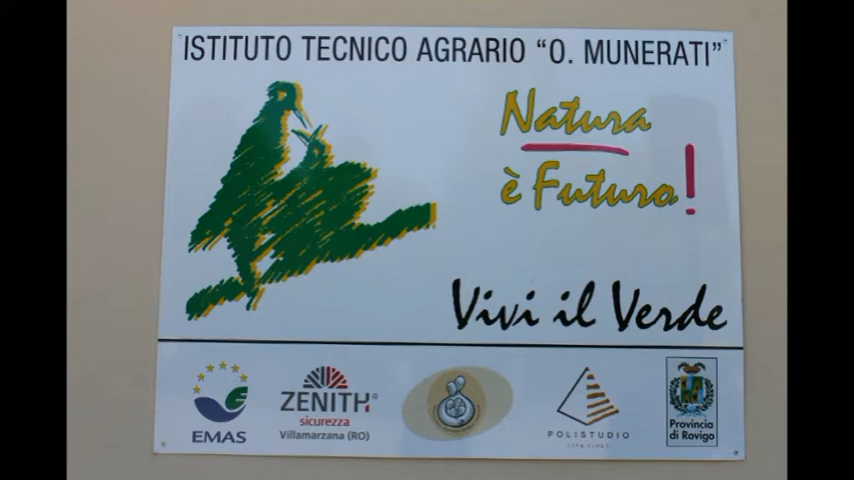 ISTITUTO TECNICO AGRARIO "O. MUNERATI"
Natura
è Futuro!
Vivi il Verde
EMAS
ZENITH
sicurezza
Villamarzana (RO)
POLISTUDIO
Provincia
di Rovigo